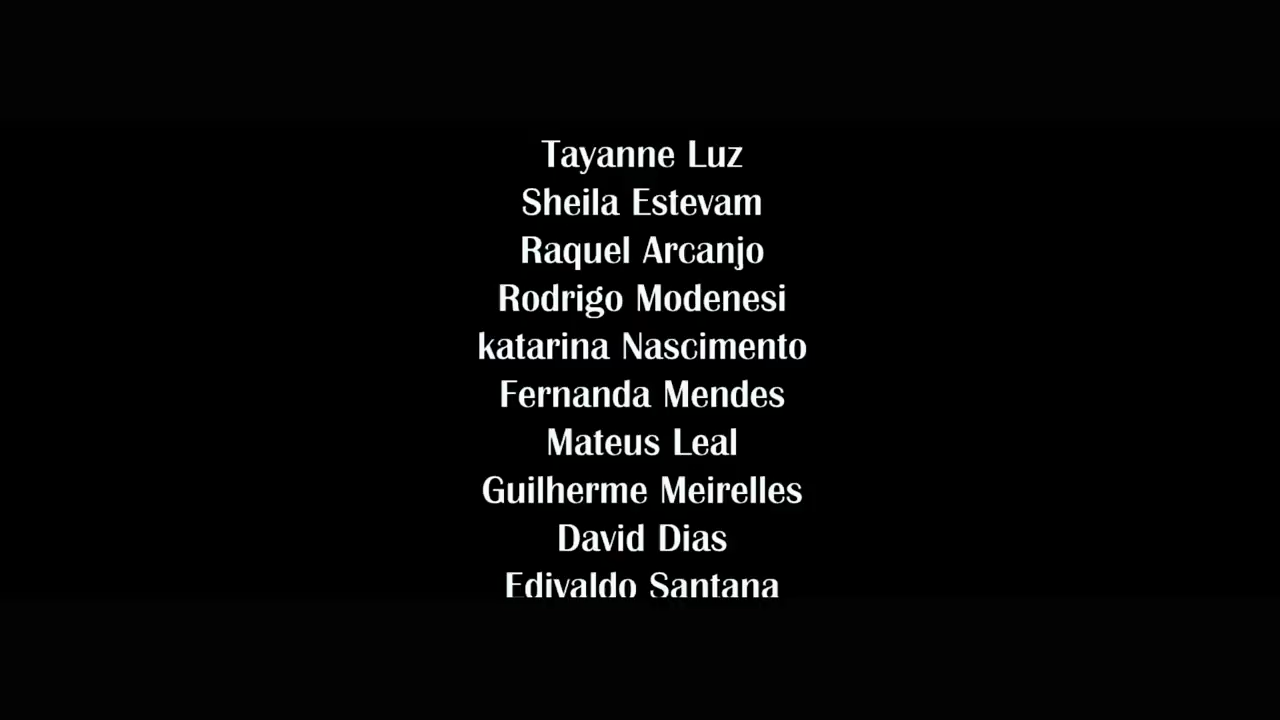 Tayanne Luz
Sheila Estevam
Raquel Arcanjo
Rodrigo Modenesi
katarina Nascimento
Fernanda Mendes
Mateus Leal
Guilherme Meirelles
David Dias
Edivaldo Santana